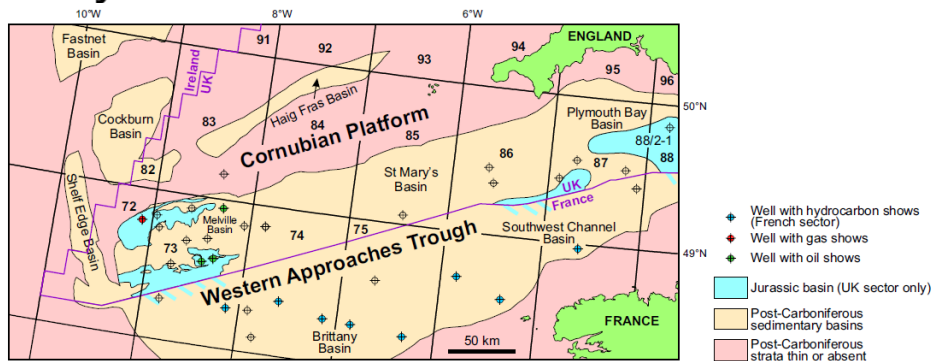 10°W
8°W
6°W
Fastnet
Basin
91
92
93
94
ENGLAND
95
96
Ireland
UK
50°N
Haig Fras Basin
Cockburn
Basin
83
84
85
Cornubian Platform
Plymouth Bay
Basin
88/2-1
88
82
86
87
St Mary's
Basin
UK
France
Shelf Edge Basin
72
Melville
Basin
73
74
75
Southwest Channel
Basin
49°N
Western Approaches Trough
Brittany
Basin
FRANCE
50 km
Well with hydrocarbon shows
(French sector)
Well with gas shows
Well with oil shows
Jurassic basin (UK sector only)
Post-Carboniferous
sedimentary basins
Post-Carboniferous
strata thin or absent